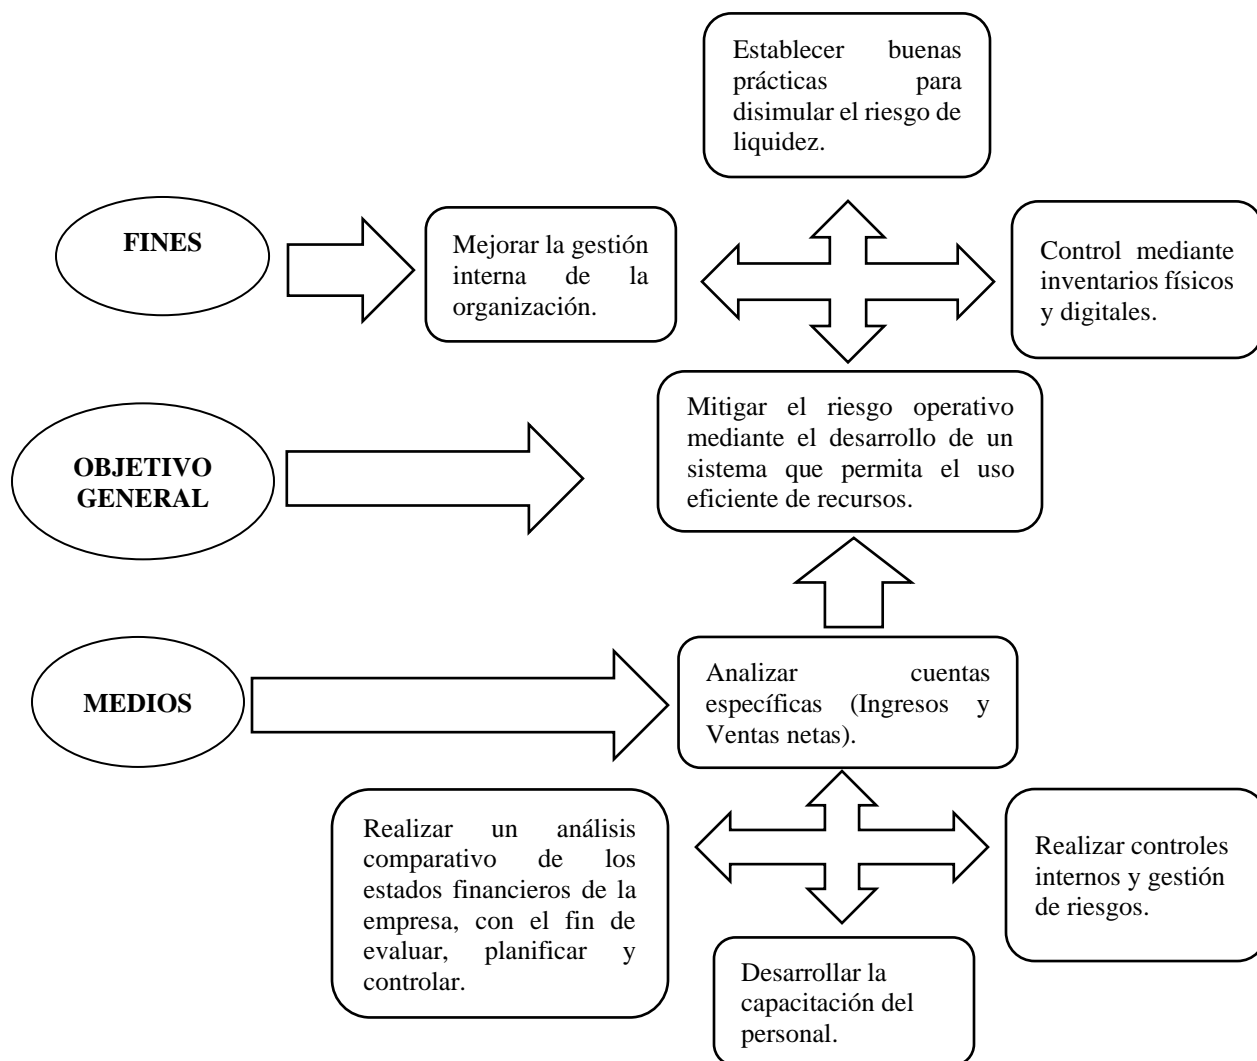 Establecer buenas
prácticas para
disimular el riesgo de
liquidez.
FINES
Mejorar la gestión
interna de la
organización.
Control mediante
inventarios físicos
y digitales.
OBJETIVO
GENERAL
Mitigar el riesgo operativo
mediante el desarrollo de un
sistema que permita el uso
eficiente de recursos.
MEDIOS
Analizar cuentas
específicas (Ingresos y
Ventas netas).
Realizar un análisis
comparativo de los
estados financieros de la
empresa, con el fin de
evaluar, planificar y
controlar.
Realizar controles
internos y gestión
de riesgos.
Desarrollar la
capacitación del
personal.